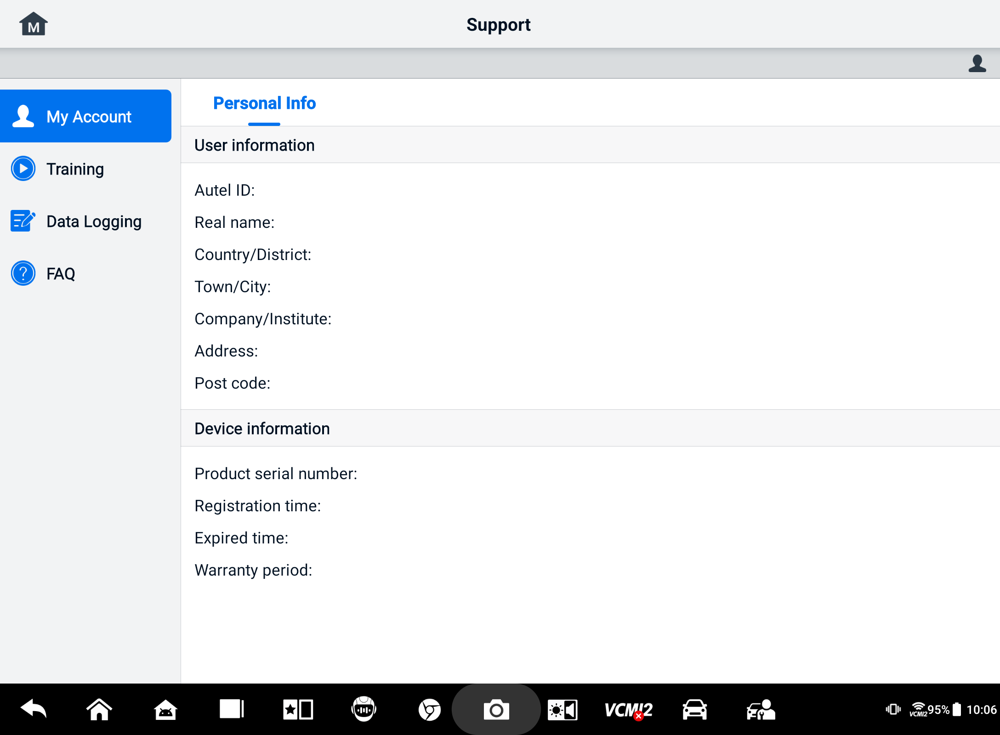 M
Support
My Account
Training
Data Logging
FAQ
Personal Info
User information
Autel ID:
Real name:
Country/District:
Town/City:
Company/Institute:
Address:
Post code:
Device information
Product serial number:
Registration time:
Expired time:
Warranty period:
VCMI2
VCMI2 95% 10:06